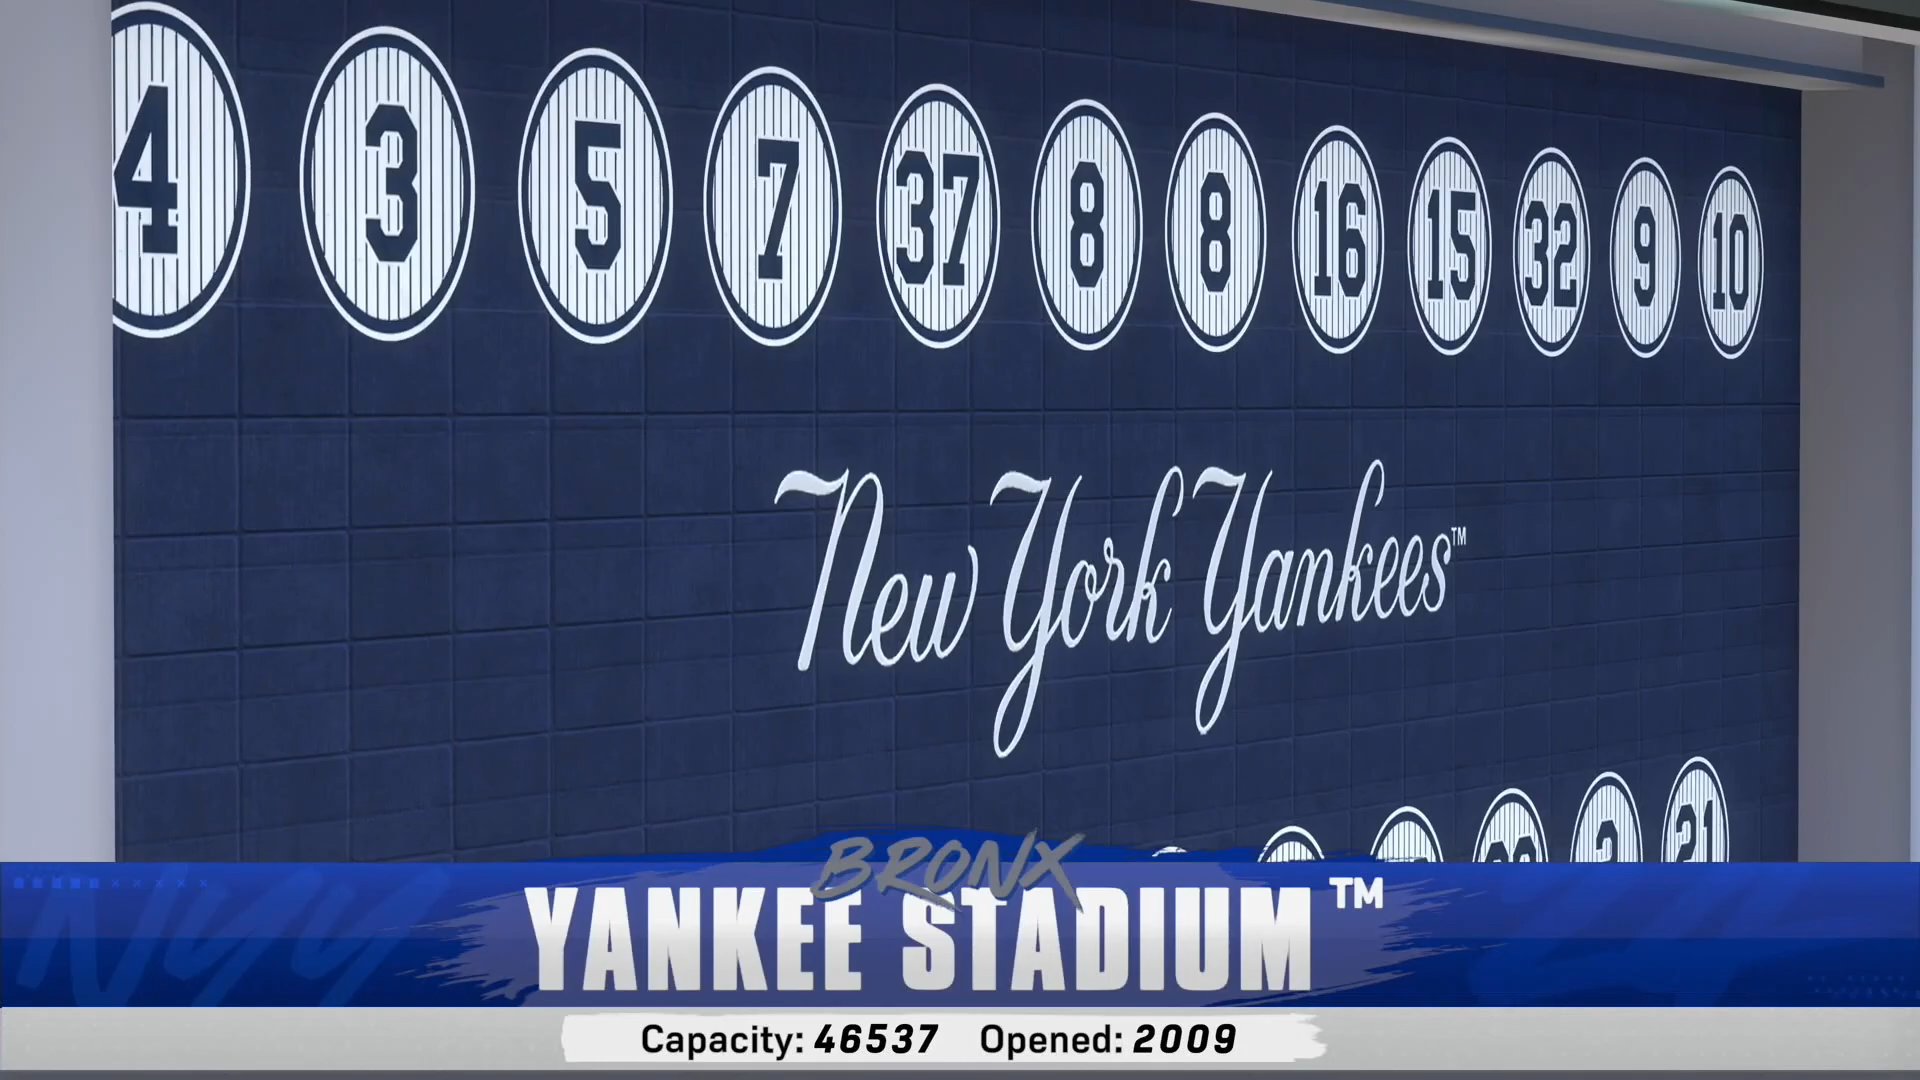 4 3 5 7 37 8 8 16 15 32 9 10
New York Yankees™
2 21
BRONX
YANKEE STADIUM™
Capacity: 46537 Opened: 2009